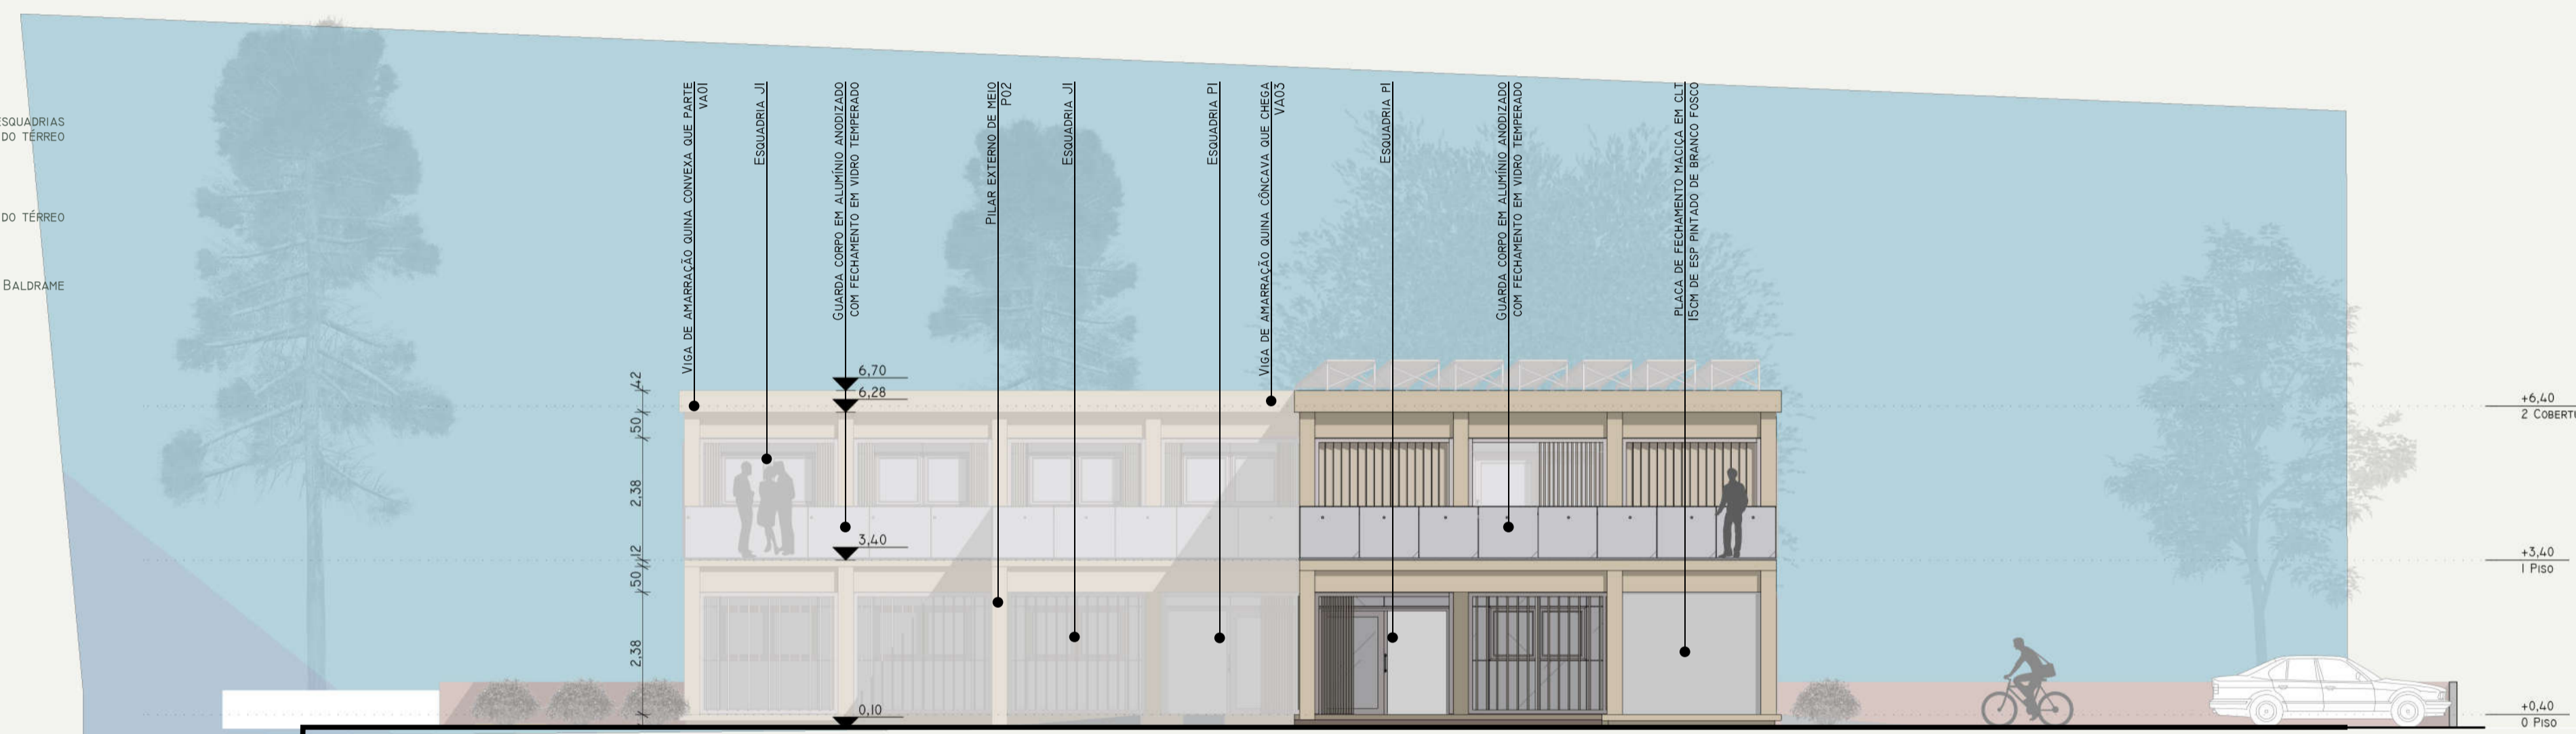 ESQUADRIAS
DO TÉRREO
DO TÉRREO
BALDRAME
VIGA DE AMARRAÇÃO QUINA CONVEXA QUE PARTE
VA01
ESQUADRIA J1
GUARDA CORPO EM ALUMÍNIO ANODIZADO
COM FECHAMENTO EM VIDRO TEMPERADO
PILAR EXTERNO DE MEIO
P02
ESQUADRIA J1
ESQUADRIA P1
VIGA DE AMARRAÇÃO QUINA CÔNCAVA QUE CHEGA
VA03
ESQUADRIA P1
GUARDA CORPO EM ALUMÍNIO ANODIZADO
COM FECHAMENTO EM VIDRO TEMPERADO
PLACA DE FECHAMENTO MACIÇA EM CLT
15CM DE ESP PINTADO DE BRANCO FOSCO
6,70
6,28
3,40
0,10
42
50
2,38
12
50
2,38
+6,40
2 COBERTU
+3,40
1 PISO
+0,40
0 PISO